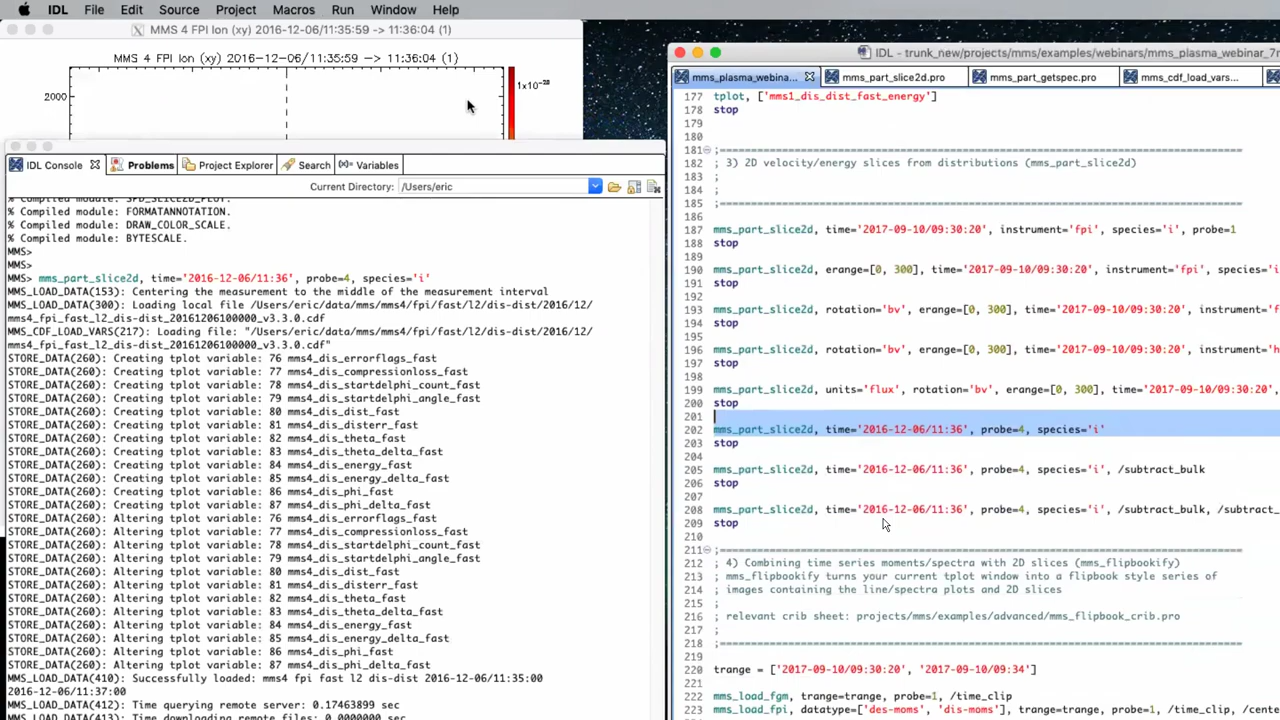 IDL File Edit Source Project Macros Run Window Help
MMS 4 FPI Ion (xy) 2016-12-06/11:35:59 -> 11:36:04 (1)
MMS 4 FPI Ion (xy) 2016-12-06/11:35:59 -> 11:36:04 (1)
2000
IDL Console Problems Project Explorer Search Variables
Current Directory: /Users/eric
% Compiled module: SPD_SLICE2D_PLOT.
% Compiled module: FORMATANNOTATION.
% Compiled module: DRAW_COLOR_SCALE.
% Compiled module: BYTESCALE.
MMS>
MMS>
MMS> mms_part_slice2d, time='2016-12-06/11:36', probe=4, species='i'
MMS_LOAD_DATA(153): Centering the measurement to the middle of the measurement interval
MMS_LOAD_DATA(300): Loading local file /Users/eric/data/mms/mms4/fpi/fast/l2/dis-dist/2016/12/
mms4_fpi_fast_l2_dis-dist_20161206100000_v3.3.0.cdf
MMS_CDF_LOAD_VARS(217): Loading file: "/Users/eric/data/mms/mms4/fpi/fast/l2/dis-dist/2016/12/
mms4_fpi_fast_l2_dis-dist_20161206100000_v3.3.0.cdf"
STORE_DATA(260): Creating tplot variable: 76 mms4_dis_errorflags_fast
STORE_DATA(260): Creating tplot variable: 77 mms4_dis_compressionloss_fast
STORE_DATA(260): Creating tplot variable: 78 mms4_dis_startdelphi_count_fast
STORE_DATA(260): Creating tplot variable: 79 mms4_dis_startdelphi_angle_fast
STORE_DATA(260): Creating tplot variable: 80 mms4_dis_dist_fast
STORE_DATA(260): Creating tplot variable: 81 mms4_dis_disterr_fast
STORE_DATA(260): Creating tplot variable: 82 mms4_dis_theta_fast
STORE_DATA(260): Creating tplot variable: 83 mms4_dis_theta_delta_fast
STORE_DATA(260): Creating tplot variable: 84 mms4_dis_energy_fast
STORE_DATA(260): Creating tplot variable: 85 mms4_dis_energy_delta_fast
STORE_DATA(260): Creating tplot variable: 86 mms4_dis_phi_fast
STORE_DATA(260): Creating tplot variable: 87 mms4_dis_phi_delta_fast
STORE_DATA(260): Altering tplot variable: 76 mms4_dis_errorflags_fast
STORE_DATA(260): Altering tplot variable: 77 mms4_dis_compressionloss_fast
STORE_DATA(260): Altering tplot variable: 78 mms4_dis_startdelphi_count_fast
STORE_DATA(260): Altering tplot variable: 79 mms4_dis_startdelphi_angle_fast
STORE_DATA(260): Altering tplot variable: 80 mms4_dis_dist_fast
STORE_DATA(260): Altering tplot variable: 81 mms4_dis_disterr_fast
STORE_DATA(260): Altering tplot variable: 82 mms4_dis_theta_fast
STORE_DATA(260): Altering tplot variable: 83 mms4_dis_theta_delta_fast
STORE_DATA(260): Altering tplot variable: 84 mms4_dis_energy_fast
STORE_DATA(260): Altering tplot variable: 85 mms4_dis_energy_delta_fast
STORE_DATA(260): Altering tplot variable: 86 mms4_dis_phi_fast
STORE_DATA(260): Altering tplot variable: 87 mms4_dis_phi_delta_fast
MMS_LOAD_DATA(410): Successfully loaded: mms4 fpi fast l2 dis-dist 2016-12-06/11:35:00
2016-12-06/11:37:00
MMS_LOAD_DATA(412): Time querying remote server: 0.17463899 sec
MMS_LOAD_DATA(413): Time downloading remote files: 0.0000000 sec
IDL - trunk_new/projects/mms/examples/webinars/mms_plasma_webinar_7n
mms_plasma_webina... mms_part_slice2d.pro mms_part_getspec.pro mms_cdf_load_vars...
177 tplot, ['mms1_dis_dist_fast_energy']
178 stop
179
180
181 ;=====================================================================================
182 ; 3) 2D velocity/energy slices from distributions (mms_part_slice2d)
183 ;
184 ;
185 ;=====================================================================================
186
187 mms_part_slice2d, time='2017-09-10/09:30:20', instrument='fpi', species='i', probe=1
188 stop
189
190 mms_part_slice2d, erange=[0, 300], time='2017-09-10/09:30:20', instrument='fpi', species='i
191 stop
192
193 mms_part_slice2d, rotation='bv', erange=[0, 300], time='2017-09-10/09:30:20', instrument='f
194 stop
195
196 mms_part_slice2d, rotation='bv', erange=[0, 300], time='2017-09-10/09:30:20', instrument='h
197 stop
198
199 mms_part_slice2d, units='flux', rotation='bv', erange=[0, 300], time='2017-09-10/09:30:20',
200 stop
201
202 mms_part_slice2d, time='2016-12-06/11:36', probe=4, species='i'
203 stop
204
205 mms_part_slice2d, time='2016-12-06/11:36', probe=4, species='i', /subtract_bulk
206 stop
207
208 mms_part_slice2d, time='2016-12-06/11:36', probe=4, species='i', /subtract_bulk, /subtract_
209 stop
210
211 ;=====================================================================================
212 ; 4) Combining time series moments/spectra with 2D slices (mms_flipbookify)
213 ; mms_flipbookify turns your current tplot window into a flipbook style series of
214 ; images containing the line/spectra plots and 2D slices
215 ;
216 ; relevant crib sheet: projects/mms/examples/advanced/mms_flipbook_crib.pro
217 ;
218 ;=====================================================================================
219
220 trange = ['2017-09-10/09:30:20', '2017-09-10/09:34']
221
222 mms_load_fgm, trange=trange, probe=1, /time_clip
223 mms_load_fpi, datatype=['des-moms', 'dis-moms'], trange=trange, probe=1, /time_clip, /cente